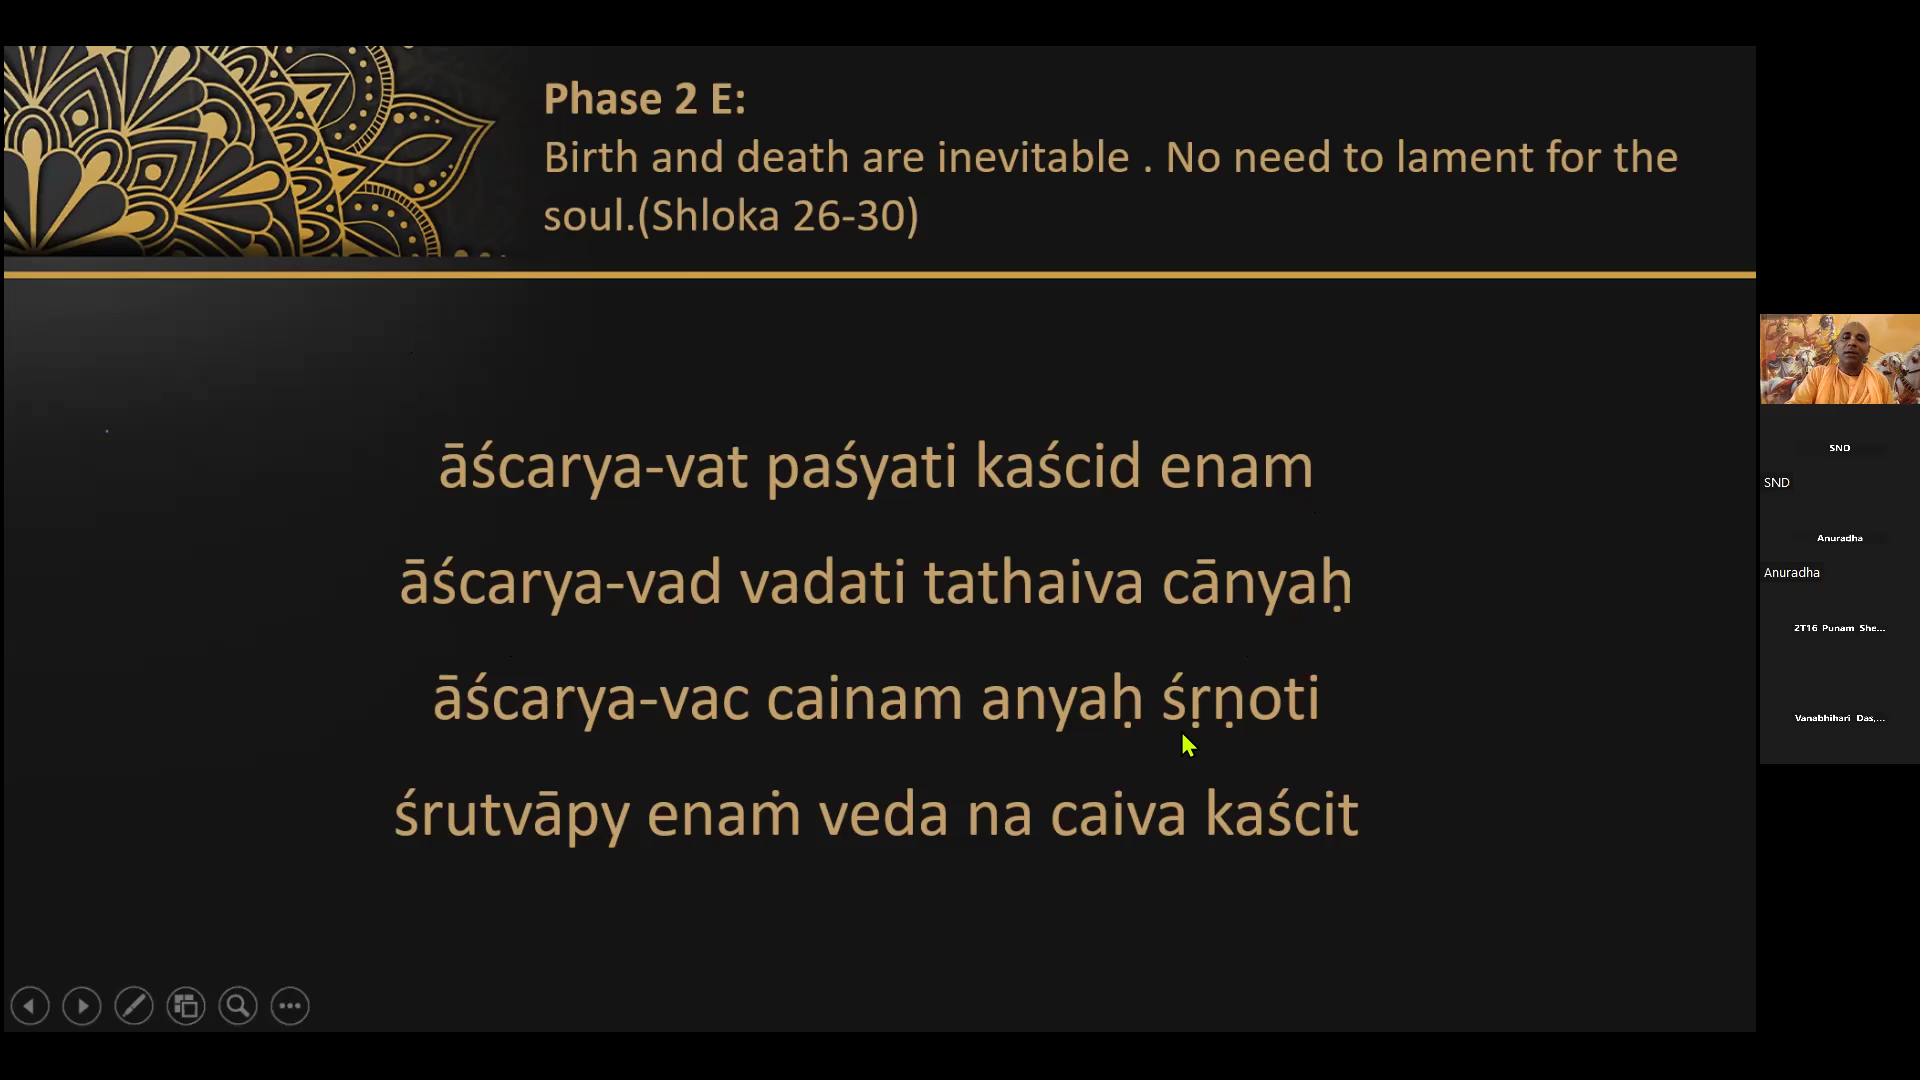 Phase 2 E:
Birth and death are inevitable . No need to lament for the
soul.(Shloka 26-30)
āścarya-vat paśyati kaścid enam
āścarya-vad vadati tathaiva cānyaḥ
āścarya-vac cainam anyaḥ śṛṇoti
śrutvāpy enaṁ veda na caiva kaścit
SND
SND
Anuradha
Anuradha
2T16 Punam She...
Vanabhihari Das,...